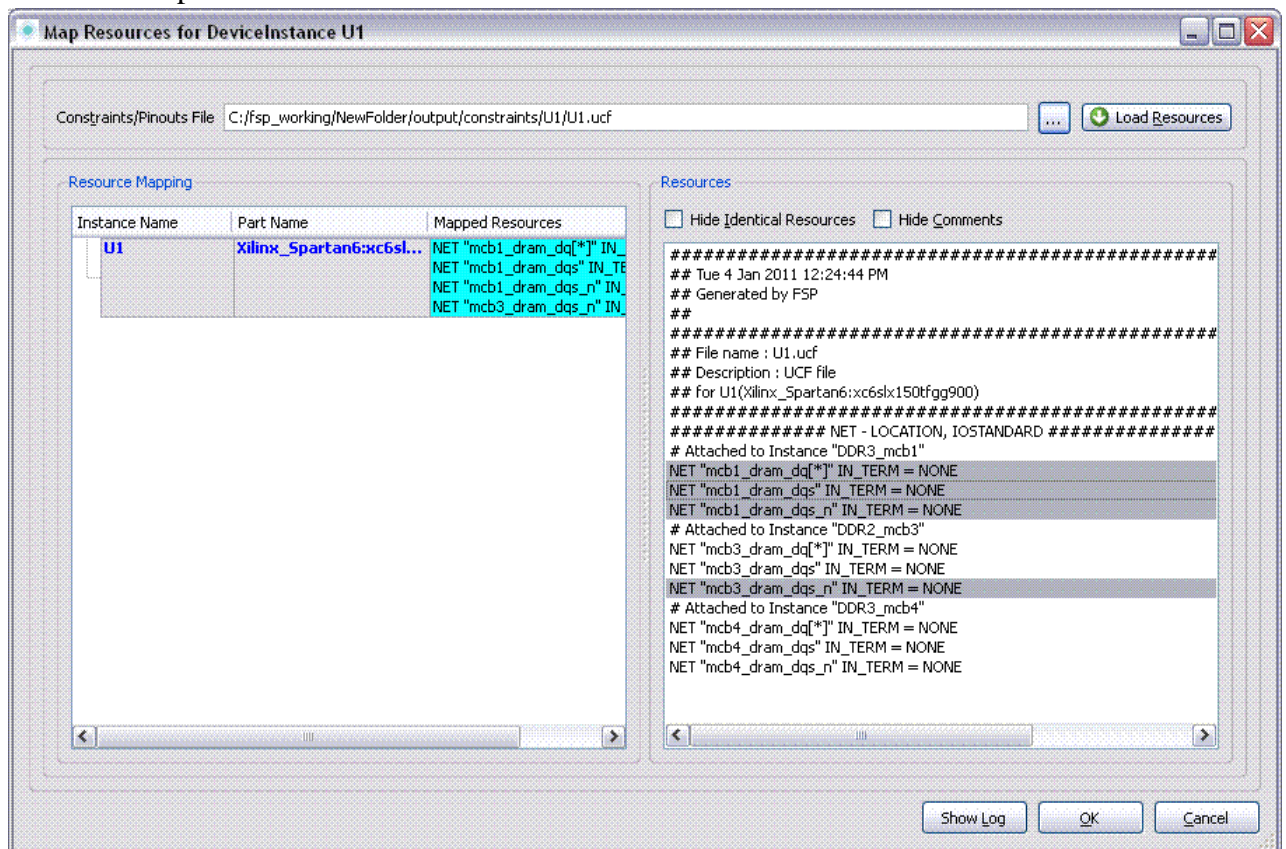 Map Resources for DeviceInstance U1
Constraints/Pinouts File C:/fsp_working/NewFolder/output/constraints/U1/U1.ucf ... Load Resources
Resource Mapping
Instance Name Part Name Mapped Resources
U1 Xilinx_Spartan6:xc6sl... NET "mcb1_dram_dq[*]" IN_
NET "mcb1_dram_dqs" IN_TE
NET "mcb1_dram_dqs_n" IN_
NET "mcb3_dram_dqs_n" IN_
Resources
Hide Identical Resources Hide Comments
#################################################
## Tue 4 Jan 2011 12:24:44 PM
## Generated by FSP
##
#################################################
## File name : U1.ucf
## Description : UCF file
## for U1(Xilinx_Spartan6:xc6slx150tfgg900)
#################################################
############## NET - LOCATION, IOSTANDARD ###############
# Attached to Instance "DDR3_mcb1"
NET "mcb1_dram_dq[*]" IN_TERM = NONE
NET "mcb1_dram_dqs" IN_TERM = NONE
NET "mcb1_dram_dqs_n" IN_TERM = NONE
# Attached to Instance "DDR2_mcb3"
NET "mcb3_dram_dq[*]" IN_TERM = NONE
NET "mcb3_dram_dqs" IN_TERM = NONE
NET "mcb3_dram_dqs_n" IN_TERM = NONE
# Attached to Instance "DDR3_mcb4"
NET "mcb4_dram_dq[*]" IN_TERM = NONE
NET "mcb4_dram_dqs" IN_TERM = NONE
NET "mcb4_dram_dqs_n" IN_TERM = NONE
Show Log OK Cancel